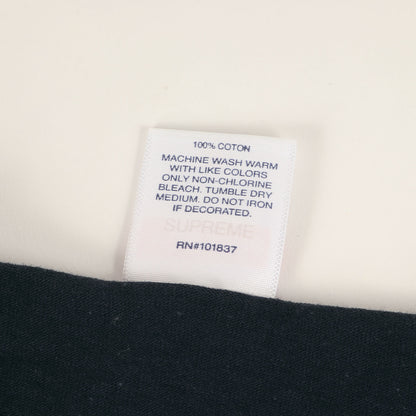 100% COTON
MACHINE WASH WARM
WITH LIKE COLORS
ONLY NON-CHLORINE
BLEACH. TUMBLE DRY
MEDIUM. DO NOT IRON
IF DECORATED.
SUPREME
RN#101837